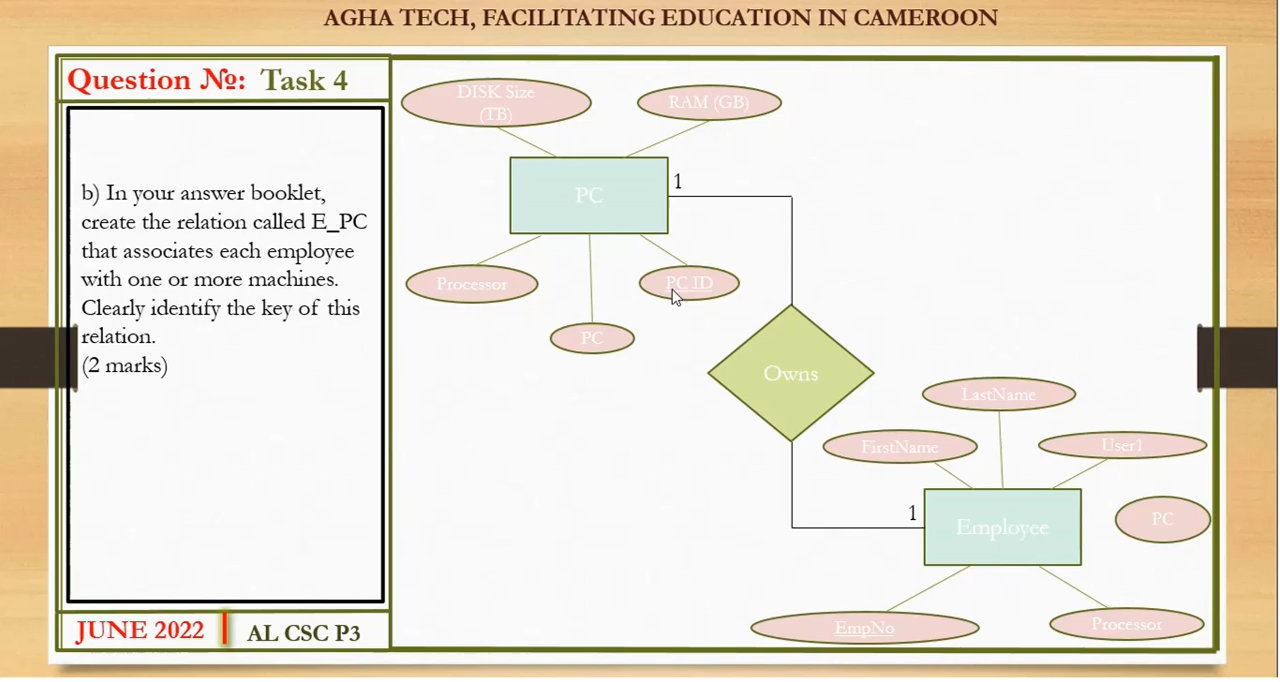 AGHA TECH, FACILITATING EDUCATION IN CAMEROON
Question №: Task 4
b) In your answer booklet,
create the relation called E_PC
that associates each employee
with one or more machines.
Clearly identify the key of this
relation.
(2 marks)
JUNE 2022
AL CSC P3
DISK Size
(TB)
RAM (GB)
PC
1
Processor
PC ID
PC
Owns
LastName
FirstName
User1
1
Employee
PC
EmpNo
Processor